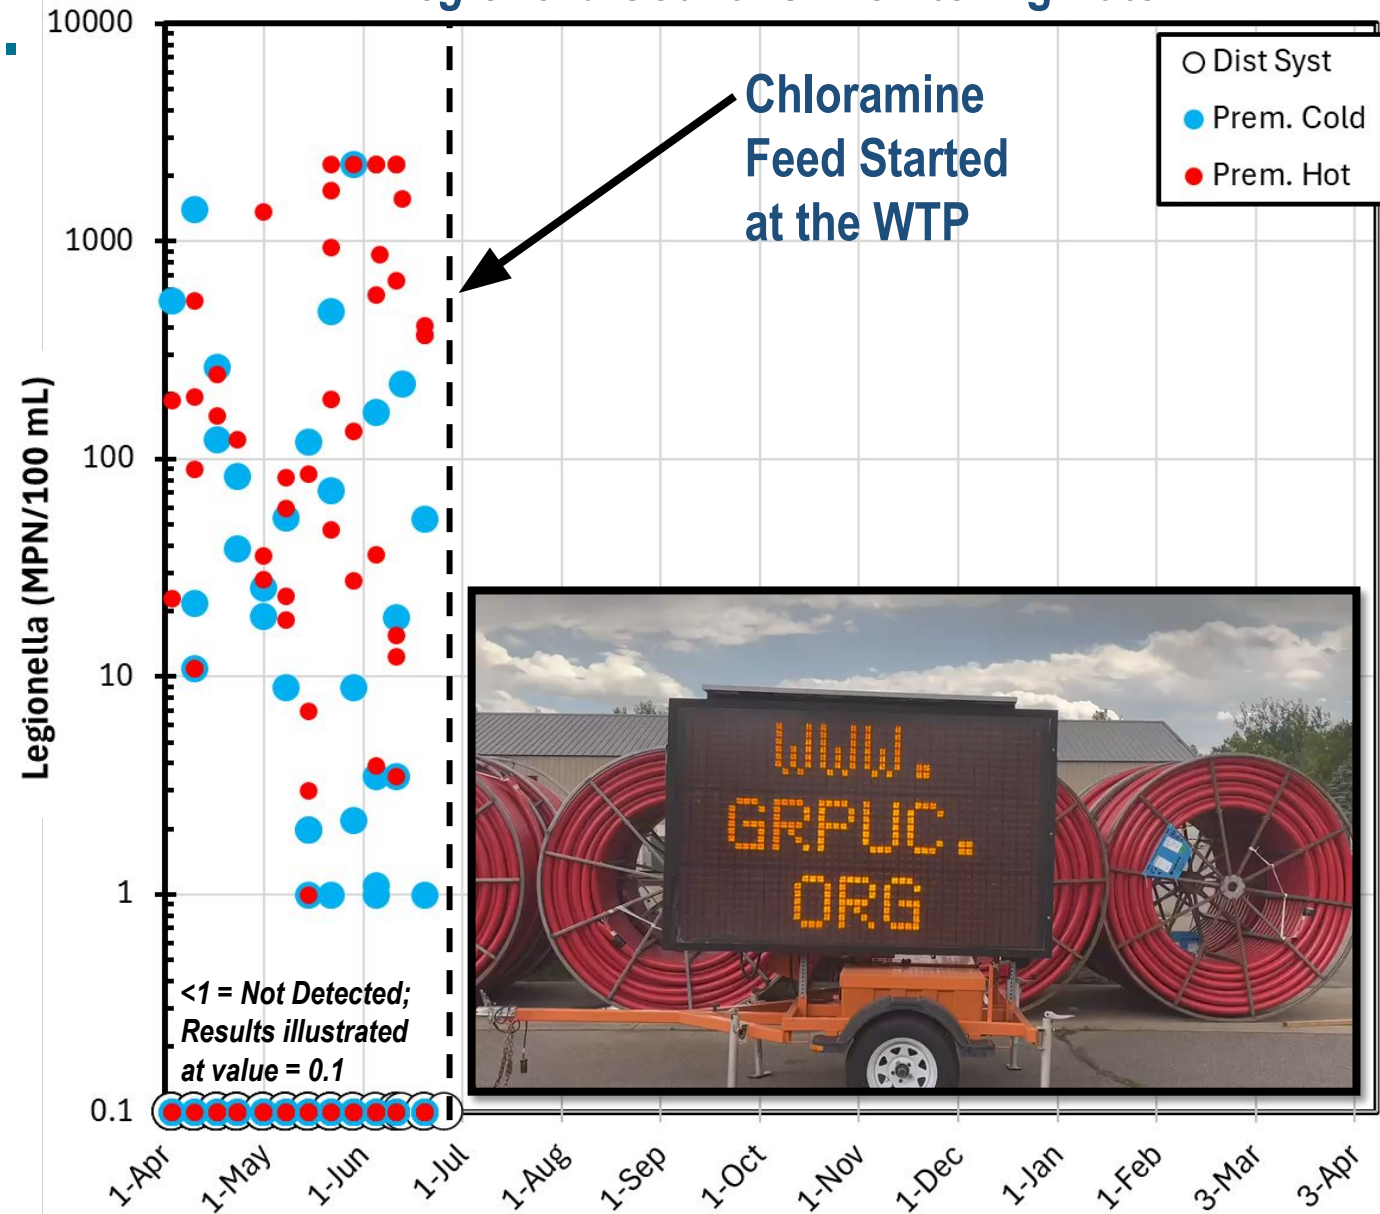 10000
1000
100
10
1
0.1
Legionella (MPN/100 mL)
Chloramine
Feed Started
at the WTP
Dist Syst
Prem. Cold
Prem. Hot
WWW.
GRPUC.
ORG
<1 = Not Detected;
Results illustrated
at value = 0.1
1-Apr
1-May
1-Jun
1-Jul
1-Aug
1-Sep
1-Oct
1-Nov
1-Dec
1-Jan
1-Feb
3-Mar
3-Apr